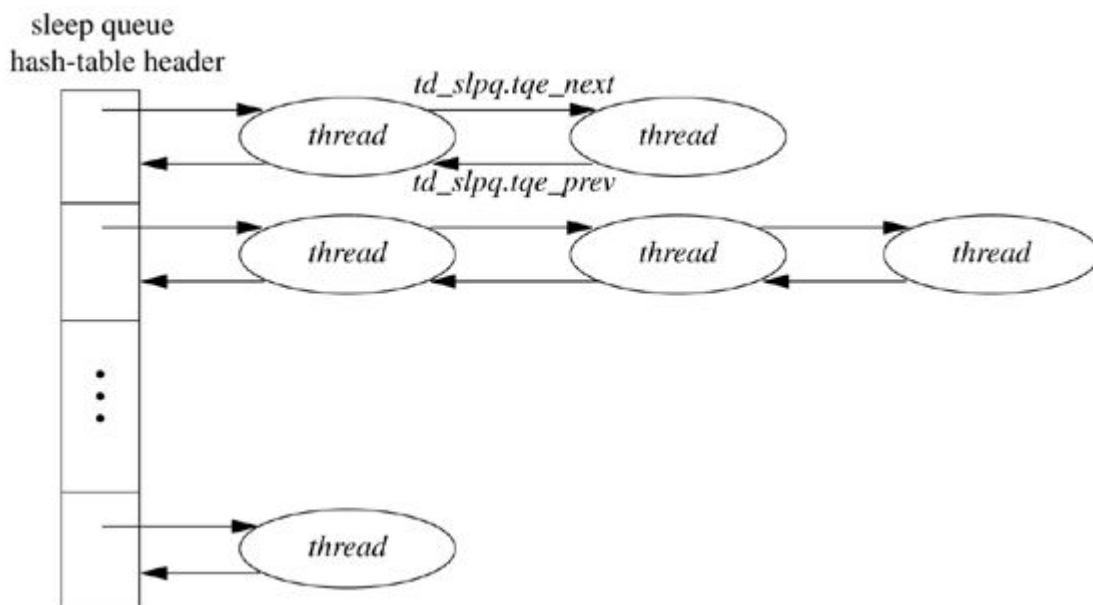 sleep queue
hash-table header
td_slpq.tqe_next
thread
thread
td_slpq.tqe_prev
thread
thread
thread
thread